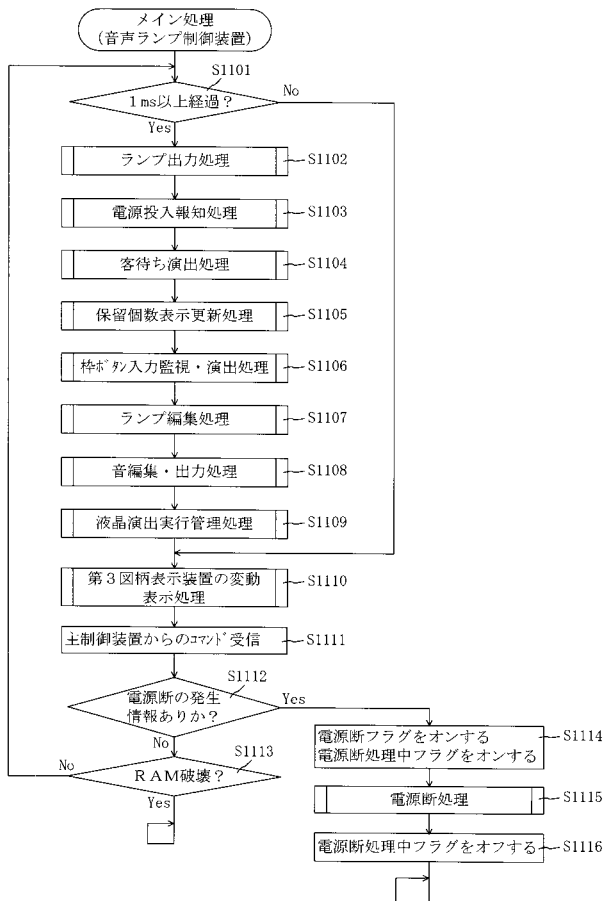 メイン処理
(音声ランプ制御装置)
S1101
1ms以上経過？
No
Yes
ランプ出力処理
S1102
電源投入報知処理
S1103
客待ち演出処理
S1104
保留個数表示更新処理
S1105
枠ﾎﾞﾀﾝ入力監視・演出処理
S1106
ランプ編集処理
S1107
音編集・出力処理
S1108
液晶演出実行管理処理
S1109
第３図柄表示装置の変動
表示処理
S1110
主制御装置からのｺﾏﾝﾄﾞ受信
S1111
S1112
電源断の発生
情報ありか？
Yes
No
S1113
No
ＲＡＭ破壊？
Yes
電源断フラグをオンする
電源断処理中フラグをオンする
S1114
電源断処理
S1115
電源断処理中フラグをオフする
S1116